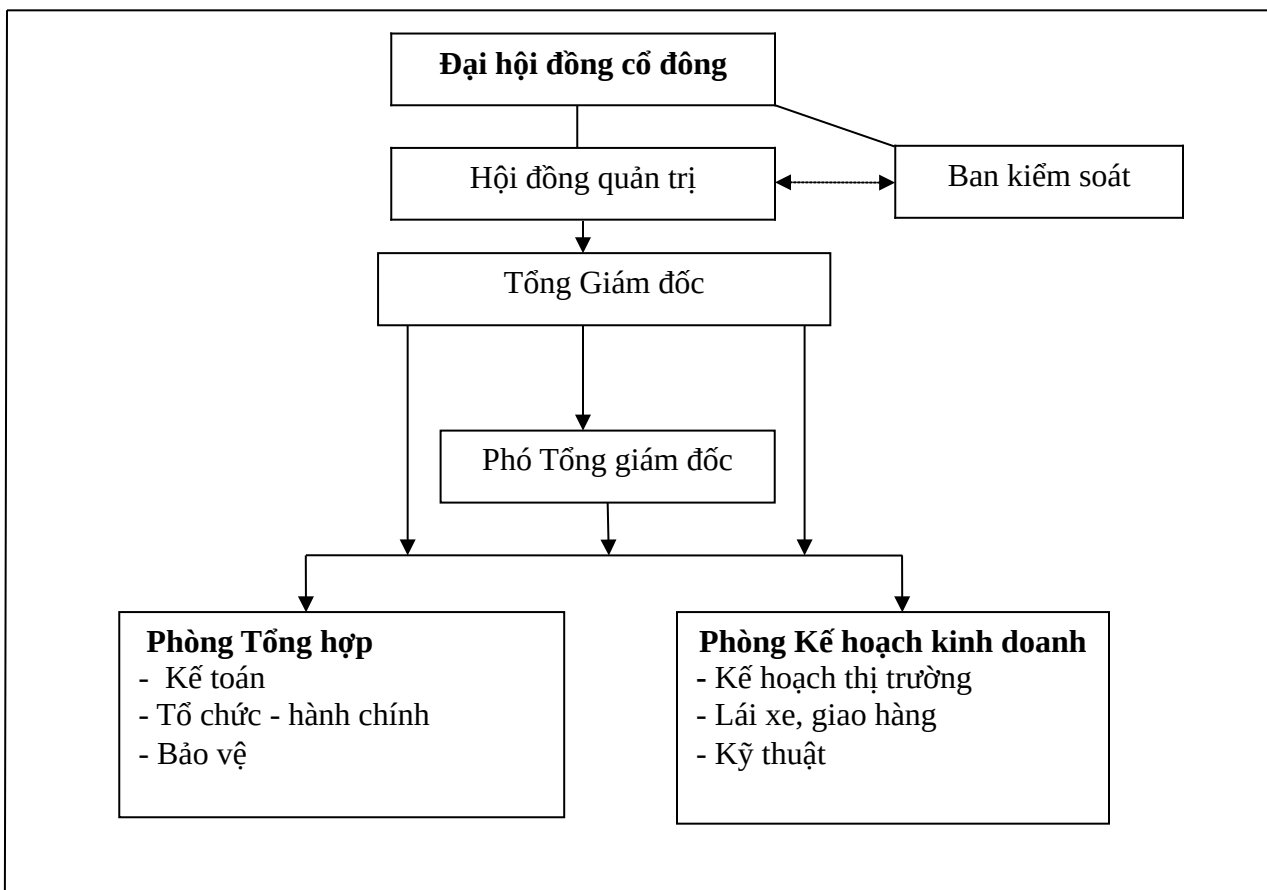 Đại hội đồng cổ đông
Hội đồng quản trị
Ban kiểm soát
Tổng Giám đốc
Phó Tổng giám đốc
Phòng Tổng hợp
- Kế toán
- Tổ chức - hành chính
- Bảo vệ
Phòng Kế hoạch kinh doanh
- Kế hoạch thị trường
- Lái xe, giao hàng
- Kỹ thuật